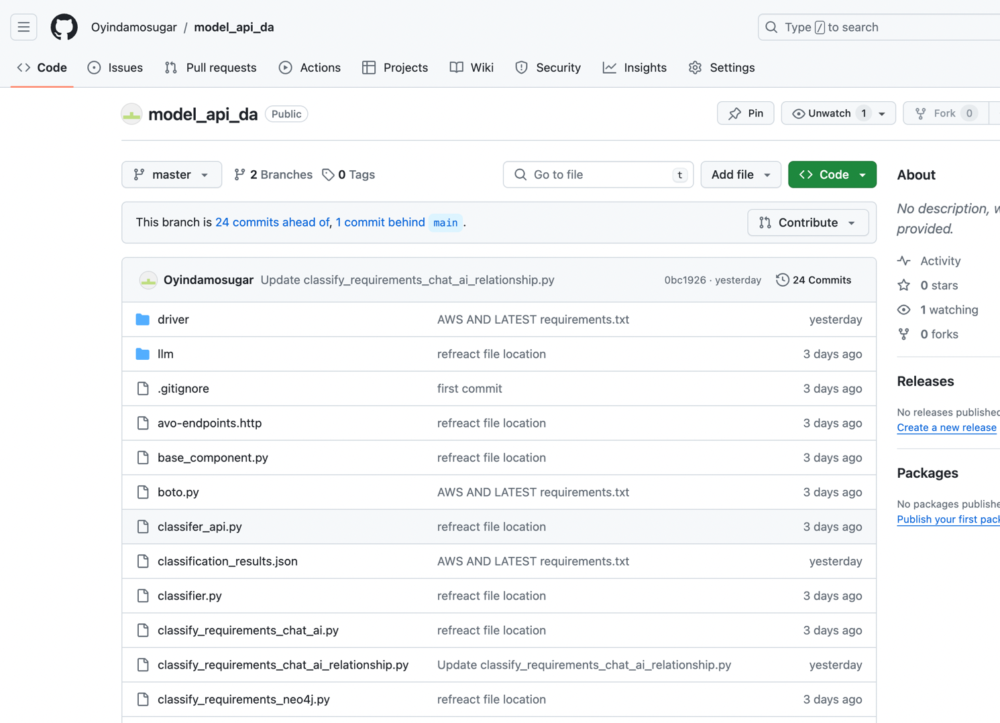 Oyindamosugar / model_api_da
Type / to search
Code Issues Pull requests Actions Projects Wiki Security Insights Settings
model_api_da Public
Pin Unwatch 1 Fork 0
master 2 Branches 0 Tags Go to file t Add file Code
This branch is 24 commits ahead of, 1 commit behind main .
Contribute
Oyindamosugar Update classify_requirements_chat_ai_relationship.py 0bc1926 · yesterday 24 Commits
driver AWS AND LATEST requirements.txt yesterday
llm refreact file location 3 days ago
.gitignore first commit 3 days ago
avo-endpoints.http refreact file location 3 days ago
base_component.py refreact file location 3 days ago
boto.py AWS AND LATEST requirements.txt 3 days ago
classifer_api.py refreact file location 3 days ago
classification_results.json AWS AND LATEST requirements.txt yesterday
classifier.py refreact file location 3 days ago
classify_requirements_chat_ai.py refreact file location 3 days ago
classify_requirements_chat_ai_relationship.py Update classify_requirements_chat_ai_relationship.py yesterday
classify_requirements_neo4j.py refreact file location 3 days ago
About
No description, w
provided.
Activity
0 stars
1 watching
0 forks
Releases
No releases published
Create a new release
Packages
No packages publishe
Publish your first pack